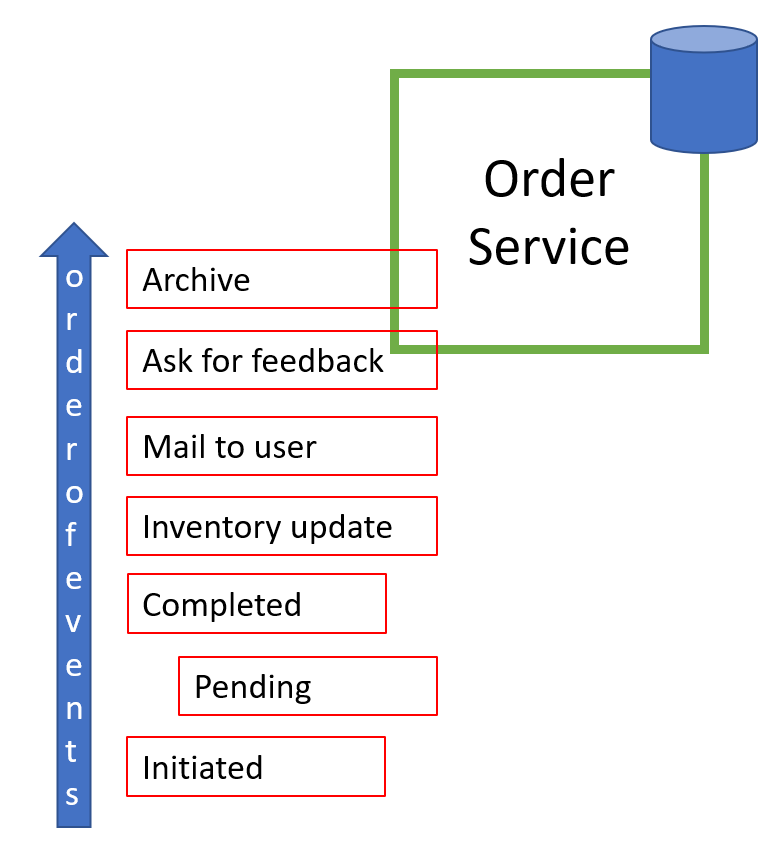 Order
Service
Archive
Ask for feedback
Mail to user
Inventory update
Completed
Pending
Initiated
orderofevents